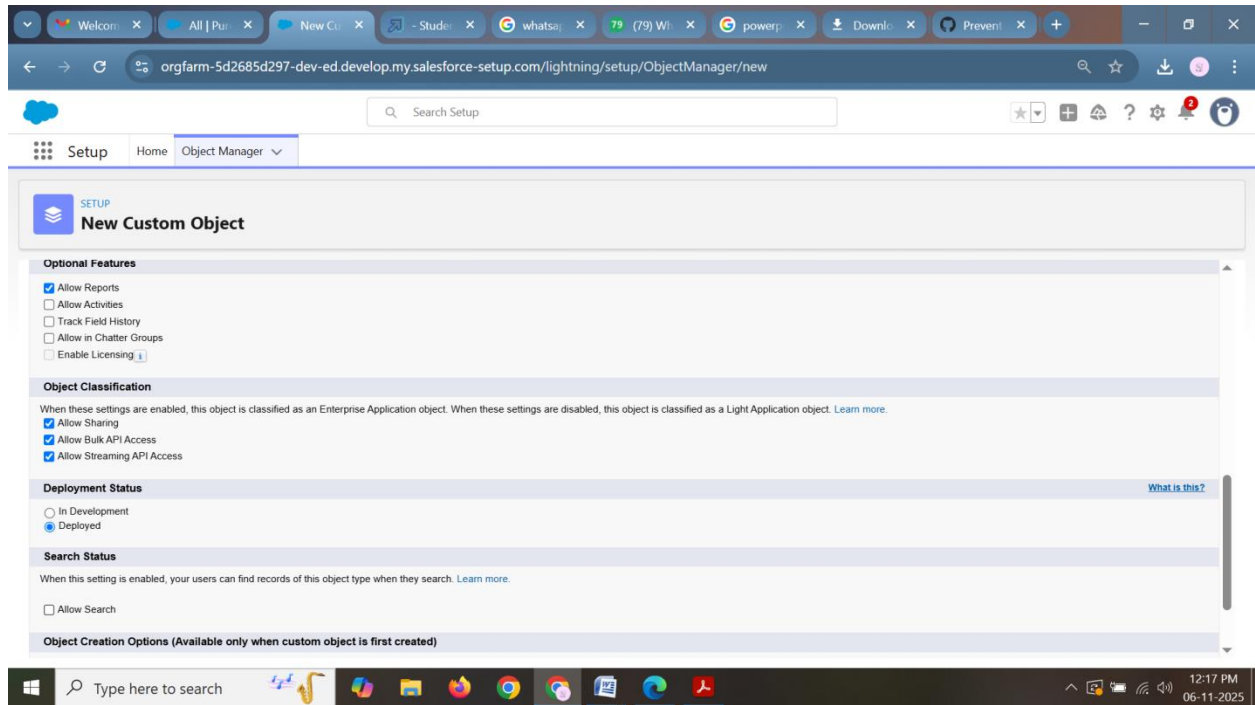 Welcom
All | Pur
New Cu
- Studen
whatsap
79 (79) Wh
powerp
Downlo
Prevent
orgfarm-5d2685d297-dev-ed.develop.my.salesforce-setup.com/lightning/setup/ObjectManager/new
Search Setup
2
Setup Home Object Manager
SETUP
New Custom Object
Optional Features
Allow Reports
Allow Activities
Track Field History
Allow in Chatter Groups
Enable Licensing i
Object Classification
When these settings are enabled, this object is classified as an Enterprise Application object. When these settings are disabled, this object is classified as a Light Application object. Learn more.
Allow Sharing
Allow Bulk API Access
Allow Streaming API Access
Deployment Status What is this?
In Development
Deployed
Search Status
When this setting is enabled, your users can find records of this object type when they search. Learn more.
Allow Search
Object Creation Options (Available only when custom object is first created)
Type here to search
12:17 PM
06-11-2025